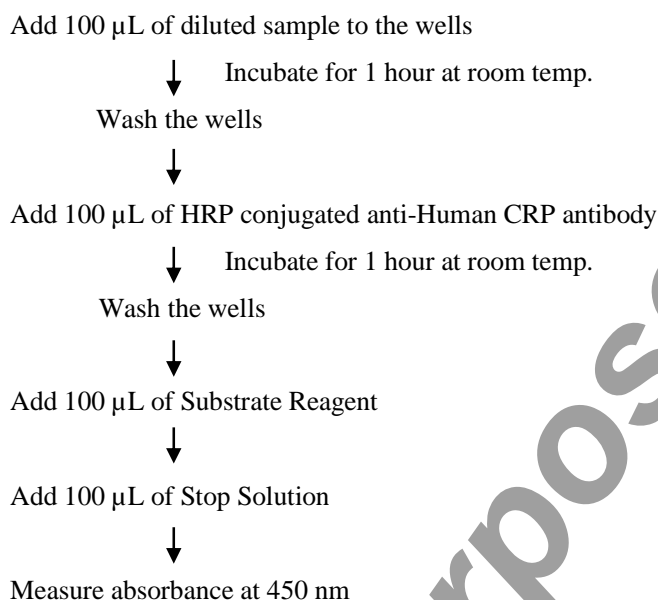 Add 100 µL of diluted sample to the wells
Incubate for 1 hour at room temp.
Wash the wells
Add 100 µL of HRP conjugated anti-Human CRP antibody
Incubate for 1 hour at room temp.
Wash the wells
Add 100 µL of Substrate Reagent
Add 100 µL of Stop Solution
Measure absorbance at 450 nm